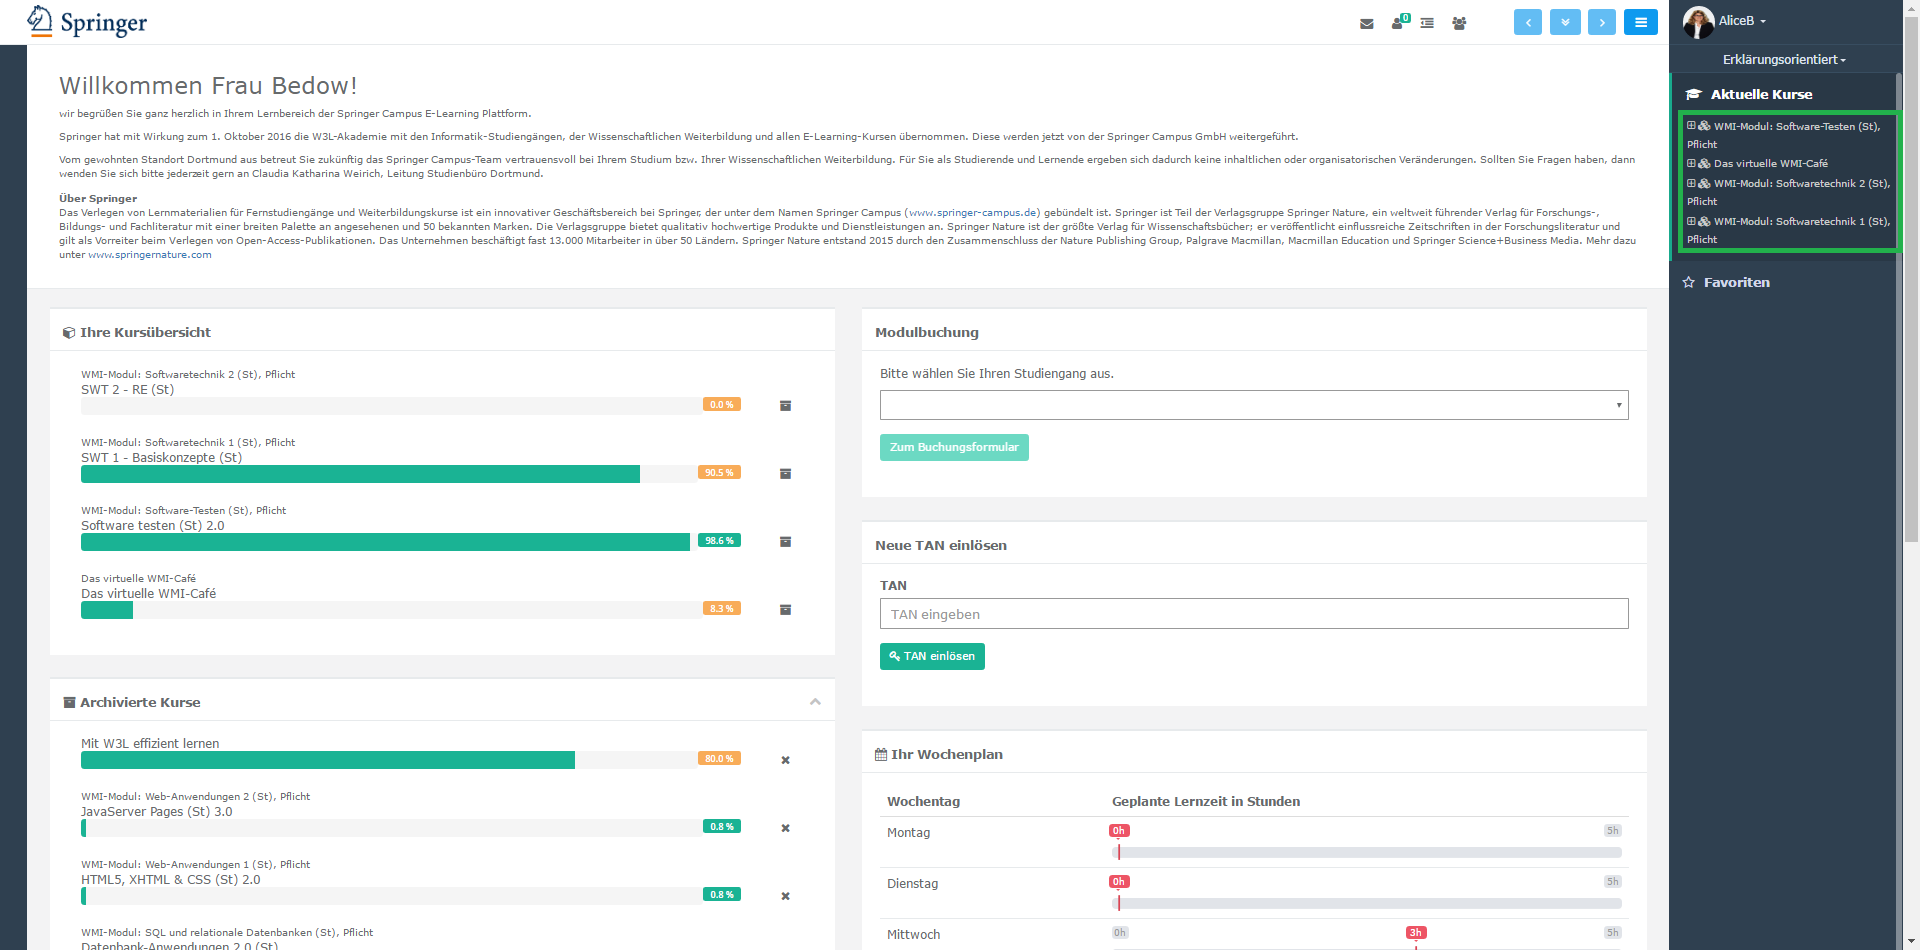 Springer
0
AliceB
Erklärungsorientiert
Aktuelle Kurse
WMI-Modul: Software-Testen (St),
Pflicht
Das virtuelle WMI-Café
WMI-Modul: Softwaretechnik 2 (St),
Pflicht
WMI-Modul: Softwaretechnik 1 (St),
Pflicht
Favoriten
Willkommen Frau Bedow!
wir begrüßen Sie ganz herzlich in Ihrem Lernbereich der Springer Campus E-Learning Plattform.
Springer hat mit Wirkung zum 1. Oktober 2016 die W3L-Akademie mit den Informatik-Studiengängen, der Wissenschaftlichen Weiterbildung und allen E-Learning-Kursen übernommen. Diese werden jetzt von der Springer Campus GmbH weitergeführt.
Vom gewohnten Standort Dortmund aus betreut Sie zukünftig das Springer Campus-Team vertrauensvoll bei Ihrem Studium bzw. Ihrer Wissenschaftlichen Weiterbildung. Für Sie als Studierende und Lernende ergeben sich dadurch keine inhaltlichen oder organisatorischen Veränderungen. Sollten Sie Fragen haben, dann
wenden Sie sich bitte jederzeit gern an Claudia Katharina Weirich, Leitung Studienbüro Dortmund.
Über Springer
Das Verlegen von Lernmaterialien für Fernstudiengänge und Weiterbildungskurse ist ein innovativer Geschäftsbereich bei Springer, der unter dem Namen Springer Campus (www.springer-campus.de) gebündelt ist. Springer ist Teil der Verlagsgruppe Springer Nature, ein weltweit führender Verlag für Forschungs-,
Bildungs- und Fachliteratur mit einer breiten Palette an angesehenen und 50 bekannten Marken. Die Verlagsgruppe bietet qualitativ hochwertige Produkte und Dienstleistungen an. Springer Nature ist der größte Verlag für Wissenschaftsbücher; er veröffentlicht einflussreiche Zeitschriften in der Forschungsliteratur und
gilt als Vorreiter beim Verlegen von Open-Access-Publikationen. Das Unternehmen beschäftigt fast 13.000 Mitarbeiter in über 50 Ländern. Springer Nature entstand 2015 durch den Zusammenschluss der Nature Publishing Group, Palgrave Macmillan, Macmillan Education und Springer Science+Business Media. Mehr dazu
unter www.springernature.com
Ihre Kursübersicht
WMI-Modul: Softwaretechnik 2 (St), Pflicht
SWT 2 - RE (St)
0.0 %
WMI-Modul: Softwaretechnik 1 (St), Pflicht
SWT 1 - Basiskonzepte (St)
90.5 %
WMI-Modul: Software-Testen (St), Pflicht
Software testen (St) 2.0
98.6 %
Das virtuelle WMI-Café
Das virtuelle WMI-Café
8.3 %
Archivierte Kurse
Mit W3L effizient lernen
80.0 %
WMI-Modul: Web-Anwendungen 2 (St), Pflicht
JavaServer Pages (St) 3.0
0.8 %
WMI-Modul: Web-Anwendungen 1 (St), Pflicht
HTML5, XHTML & CSS (St) 2.0
0.8 %
WMI-Modul: SQL und relationale Datenbanken (St), Pflicht
Datenbank-Anwendungen 2.0 (St)
Modulbuchung
Bitte wählen Sie Ihren Studiengang aus.
Zum Buchungsformular
Neue TAN einlösen
TAN
TAN eingeben
TAN einlösen
Ihr Wochenplan
Wochentag Geplante Lernzeit in Stunden
Montag 0h 5h
Dienstag 0h 5h
Mittwoch 0h 3h 5h